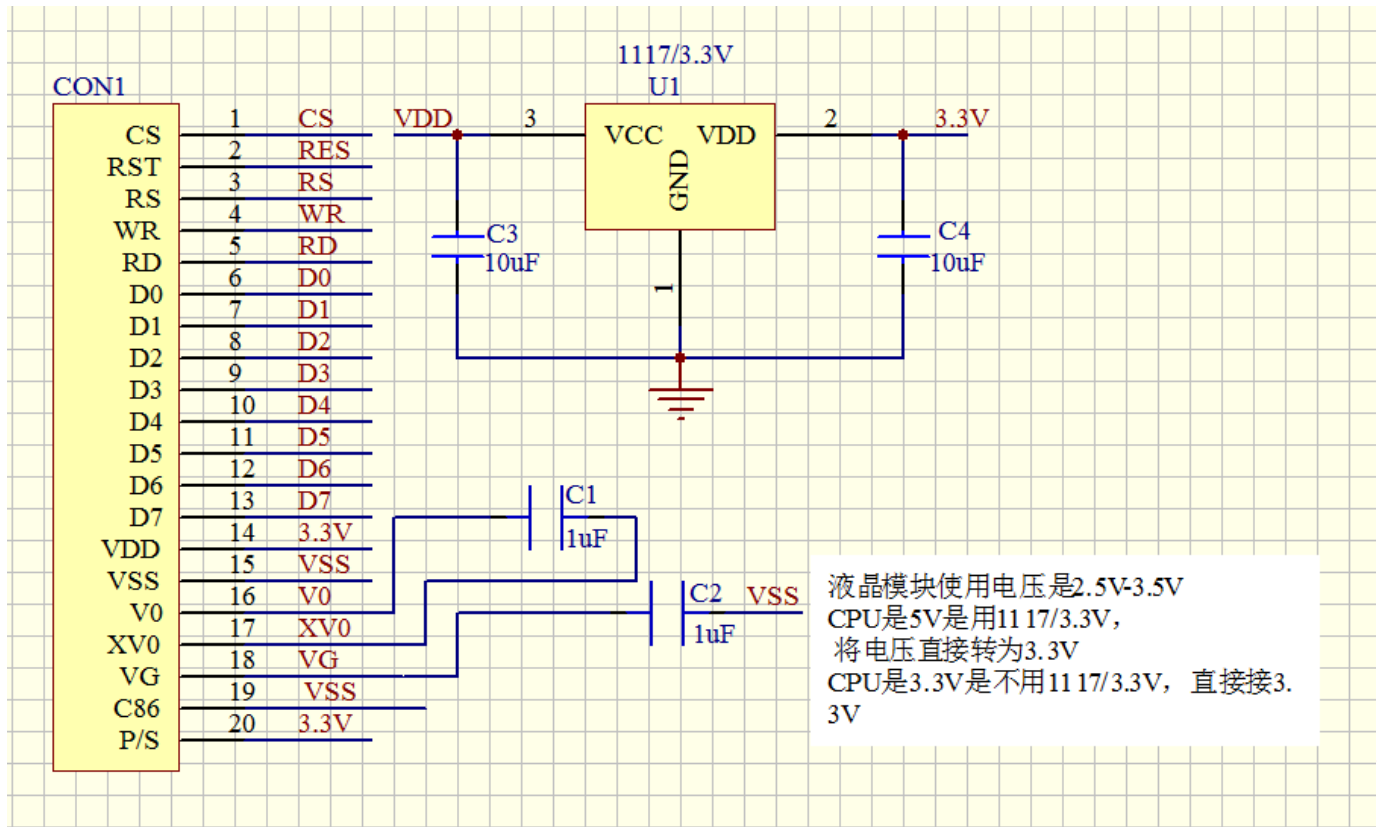 1117/3.3V
CON1
U1
CS 1 CS
RST 2 RES
RS 3 RS
WR 4 WR
RD 5 RD
D0 6 D0
D1 7 D1
D2 8 D2
D3 9 D3
D4 10 D4
D5 11 D5
D6 12 D6
D7 13 D7
VDD 14 3.3V
VSS 15 VSS
V0 16 V0
XV0 17 XV0
VG 18 VG
C86 19 VSS
P/S 20 3.3V
VDD 3 VCC VDD 2 3.3V
GND
1
C3
10uF
C4
10uF
C1
1uF
C2 VSS
1uF
液晶模块使用电压是2.5V-3.5V
CPU是5V是用1117/3.3V，
将电压直接转为3.3V
CPU是3.3V是不用1117/3.3V，直接接3.
3V